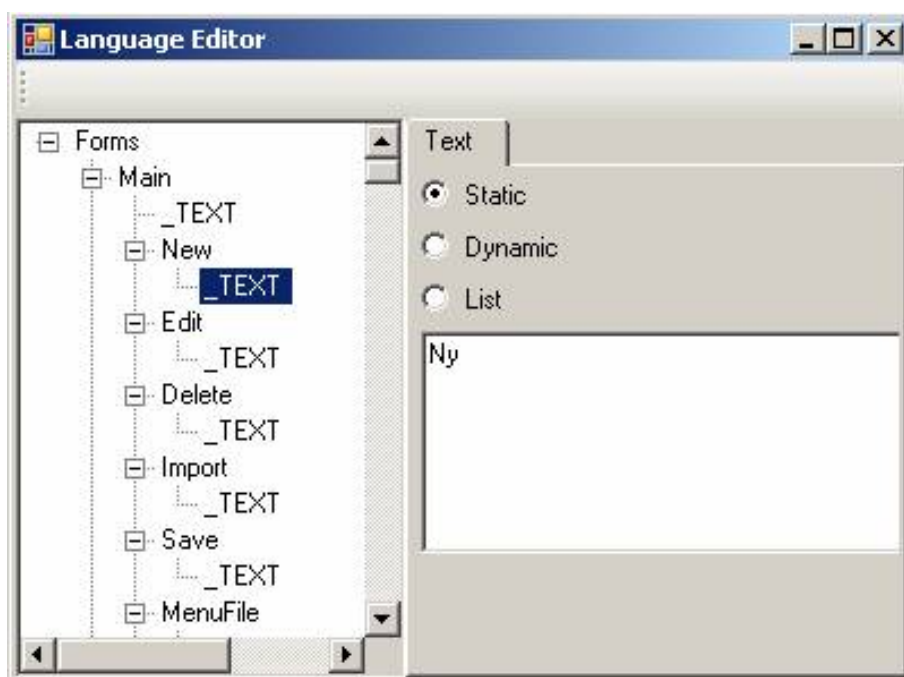 Language Editor
Forms
Main
_TEXT
New
_TEXT
Edit
_TEXT
Delete
_TEXT
Import
_TEXT
Save
_TEXT
MenuFile
Text
Static
Dynamic
List
Ny